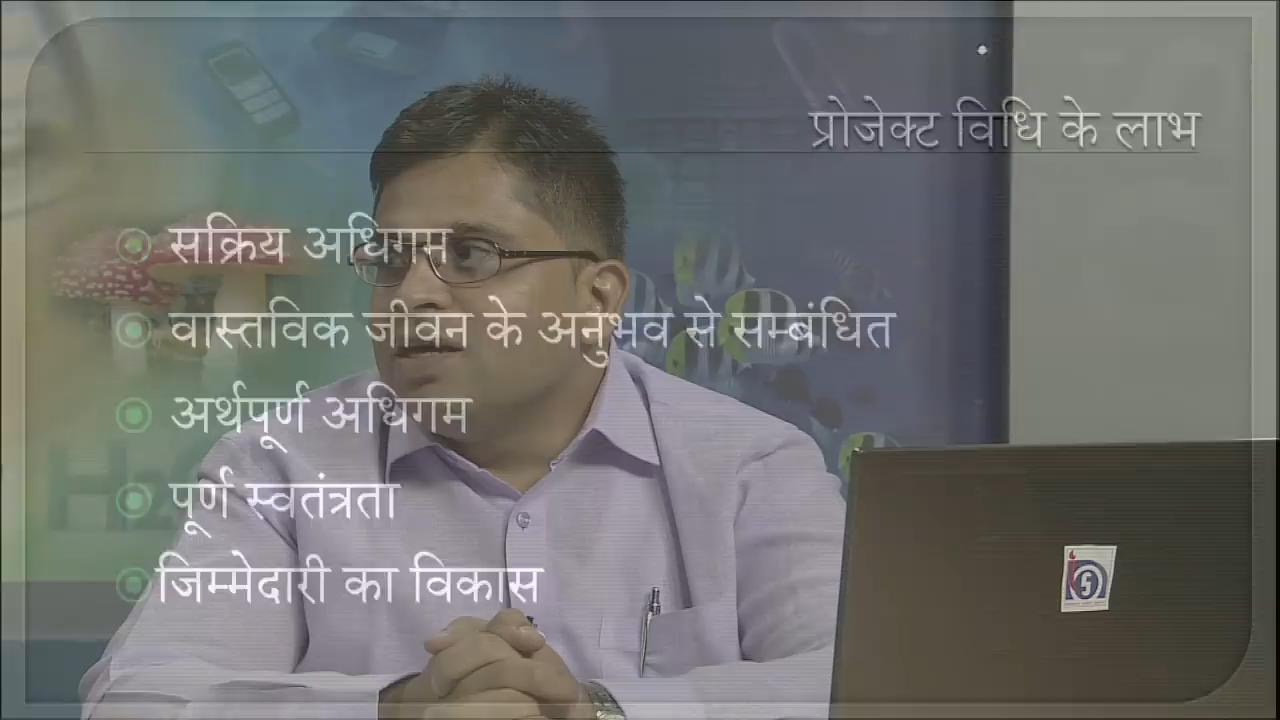 प्रोजेक्ट विधि के लाभ
सक्रिय अधिगम
वास्तविक जीवन के अनुभव से सम्बंधित
अर्थपूर्ण अधिगम
पूर्ण स्वतंत्रता
जिम्मेदारी का विकास